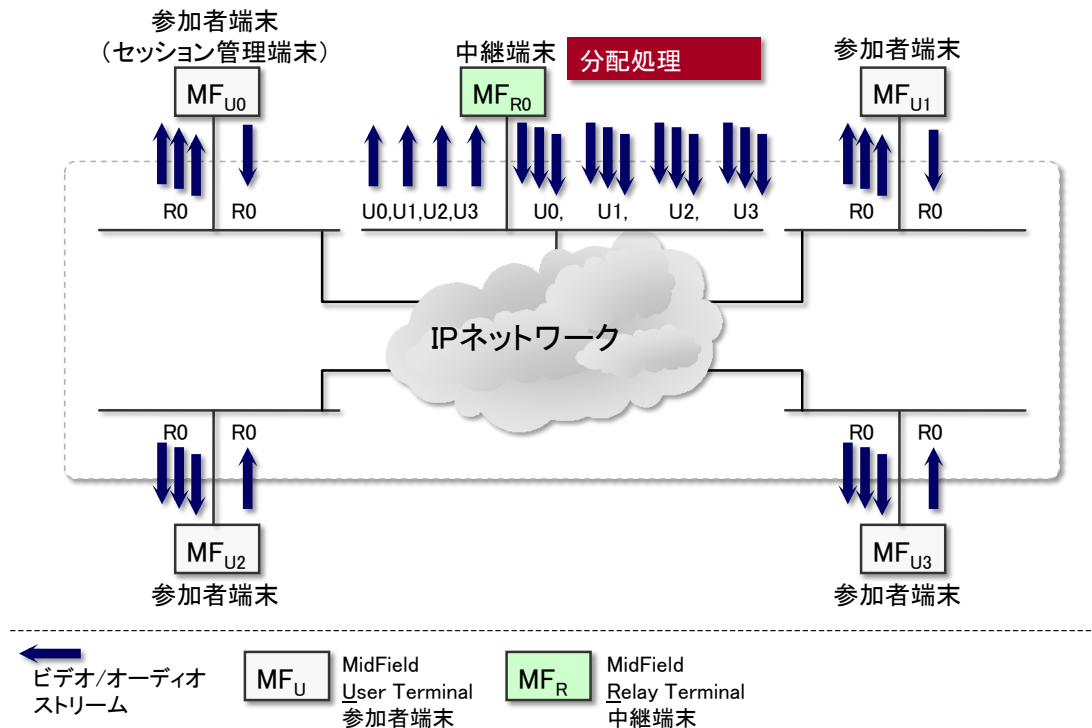 参加者端末
(セッション管理端末)
MFU0
中継端末
分配処理
MFR0
参加者端末
MFU1
R0
R0
U0,U1,U2,U3
U0,
U1,
U2,
U3
R0
R0
IPネットワーク
R0
R0
R0
R0
MFU2
参加者端末
MFU3
参加者端末
ビデオ/オーディオ
ストリーム
MFU
MidField
User Terminal
参加者端末
MFR
MidField
Relay Terminal
中継端末